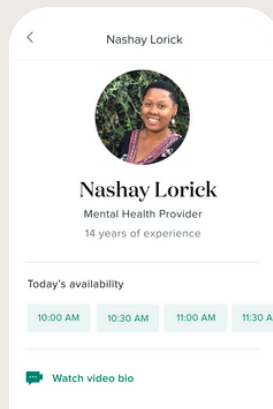 Nashay Lorick
Nashay Lorick
Mental Health Provider
14 years of experience
Today's availability
10:00 AM 10:30 AM 11:00 AM 11:30 A
Watch video bio